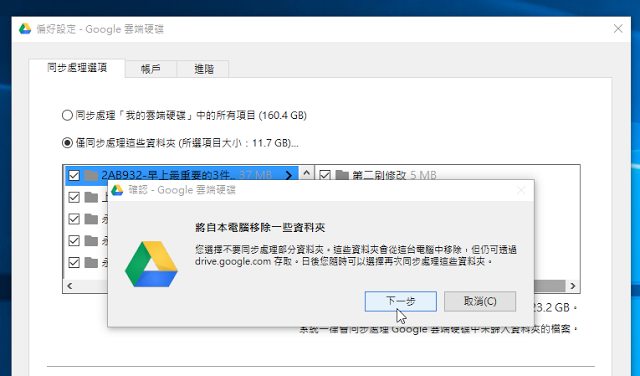 偏好設定 - Google 雲端硬碟
同步處理選項
帳戶
進階
同步處理「我的雲端硬碟」中的所有項目 (160.4 GB)
僅同步處理這些資料夾 (所選項目大小：11.7 GB)...
2AB932-早上最重要的3件.. 37 MB
第二刷修改 5 MB
確認 - Google 雲端硬碟
將自本電腦移除一些資料夾
您選擇不要同步處理部分資料夾。這些資料夾會從這台電腦中移除，但仍可透過
drive.google.com 存取。日後您隨時可以選擇再次同步處理這些資料夾。
下一步
取消(C)
23.2 GB。
系統一律會同步處理 Google 雲端硬碟中未歸入資料夾的檔案。